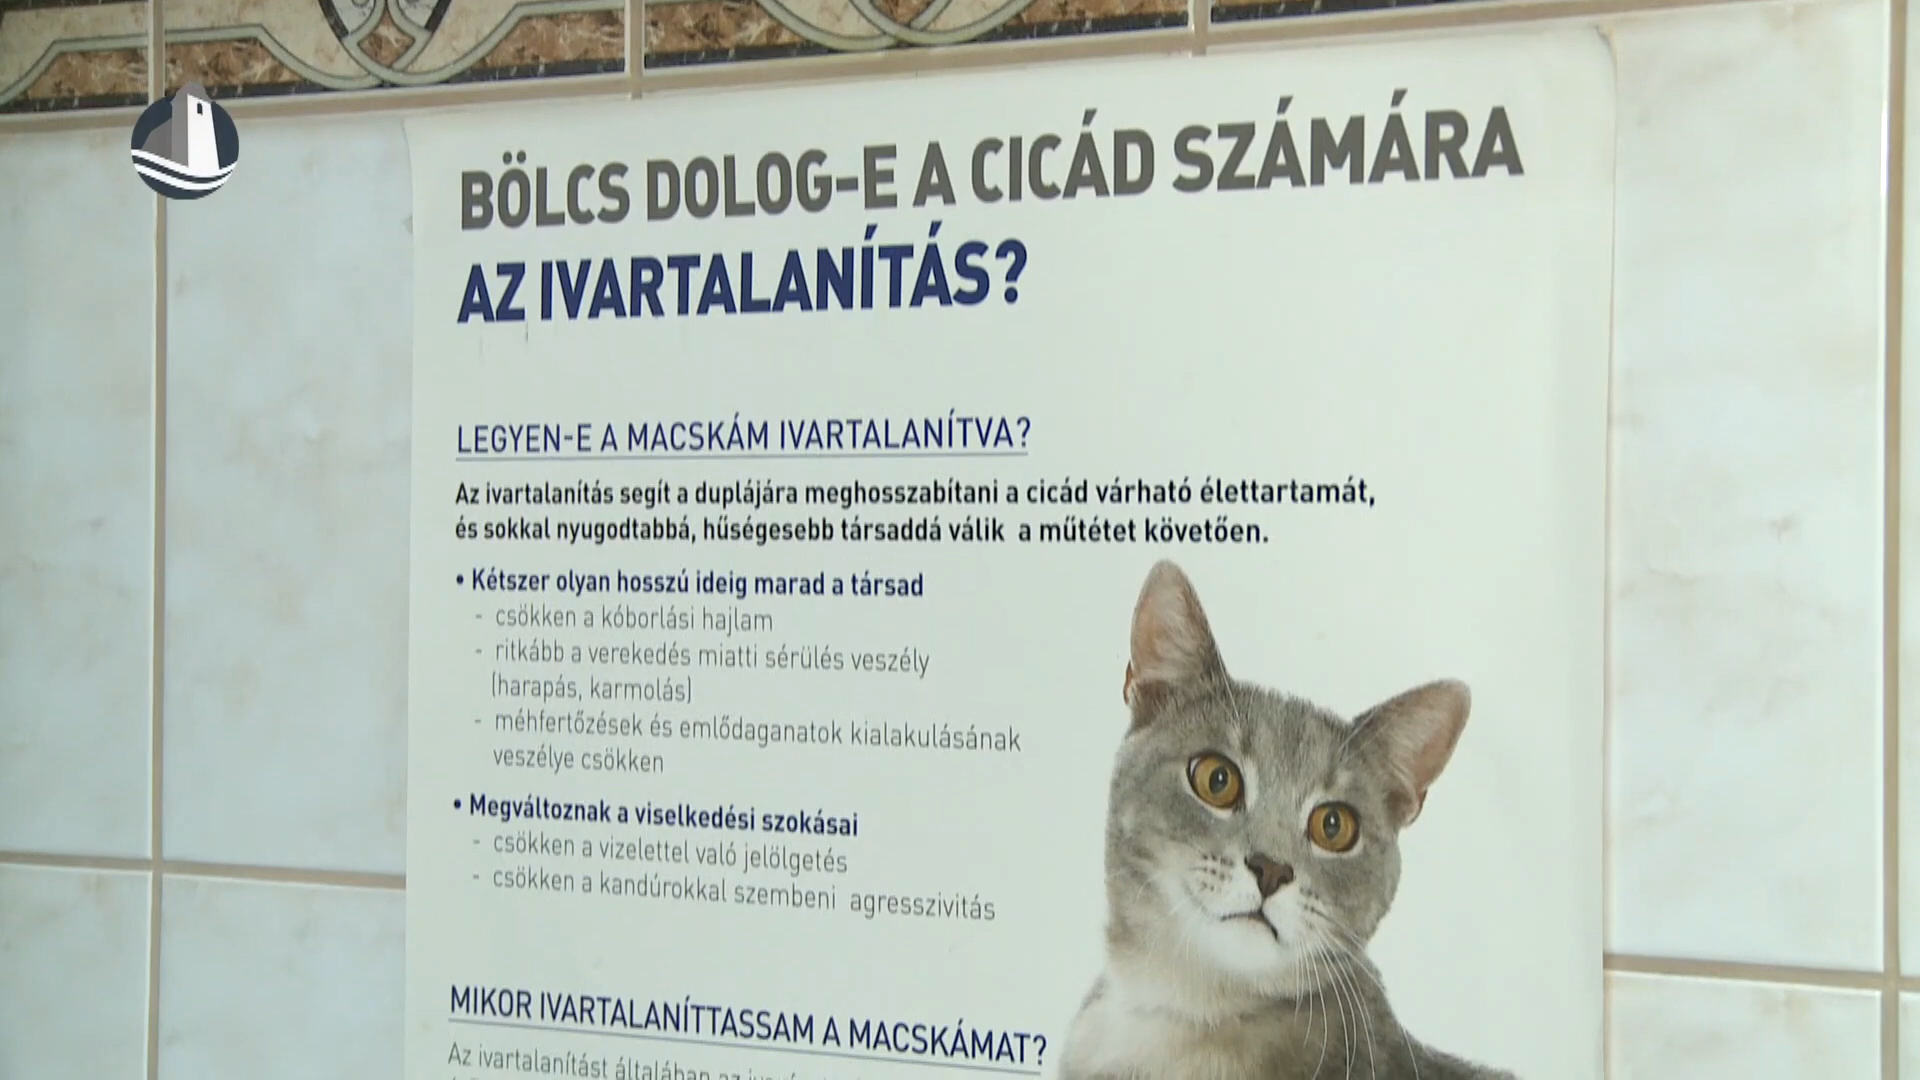 BÖLCS DOLOG-E A CICÁD SZÁMÁRA
AZ IVARTALANÍTÁS?
LEGYEN-E A MACSKÁM IVARTALANÍTVA?
Az ivartalanítás segít a duplájára meghosszabítani a cicád várható élettartamát,
és sokkal nyugodtabbá, hűségesebb társaddá válik a műtétet követően.
• Kétszer olyan hosszú ideig marad a társad
- csökken a kóborlási hajlam
- ritkább a verekedés miatti sérülés veszély
(harapás, karmolás)
- méhfertőzések és emlődaganatok kialakulásának
veszélye csökken
• Megváltoznak a viselkedési szokásai
- csökken a vizelettel való jelölgetés
- csökken a kandúrokkal szembeni agresszivitás
MIKOR IVARTALANÍTTASSAM A MACSKÁMAT?
Az ivartalanítást általában az